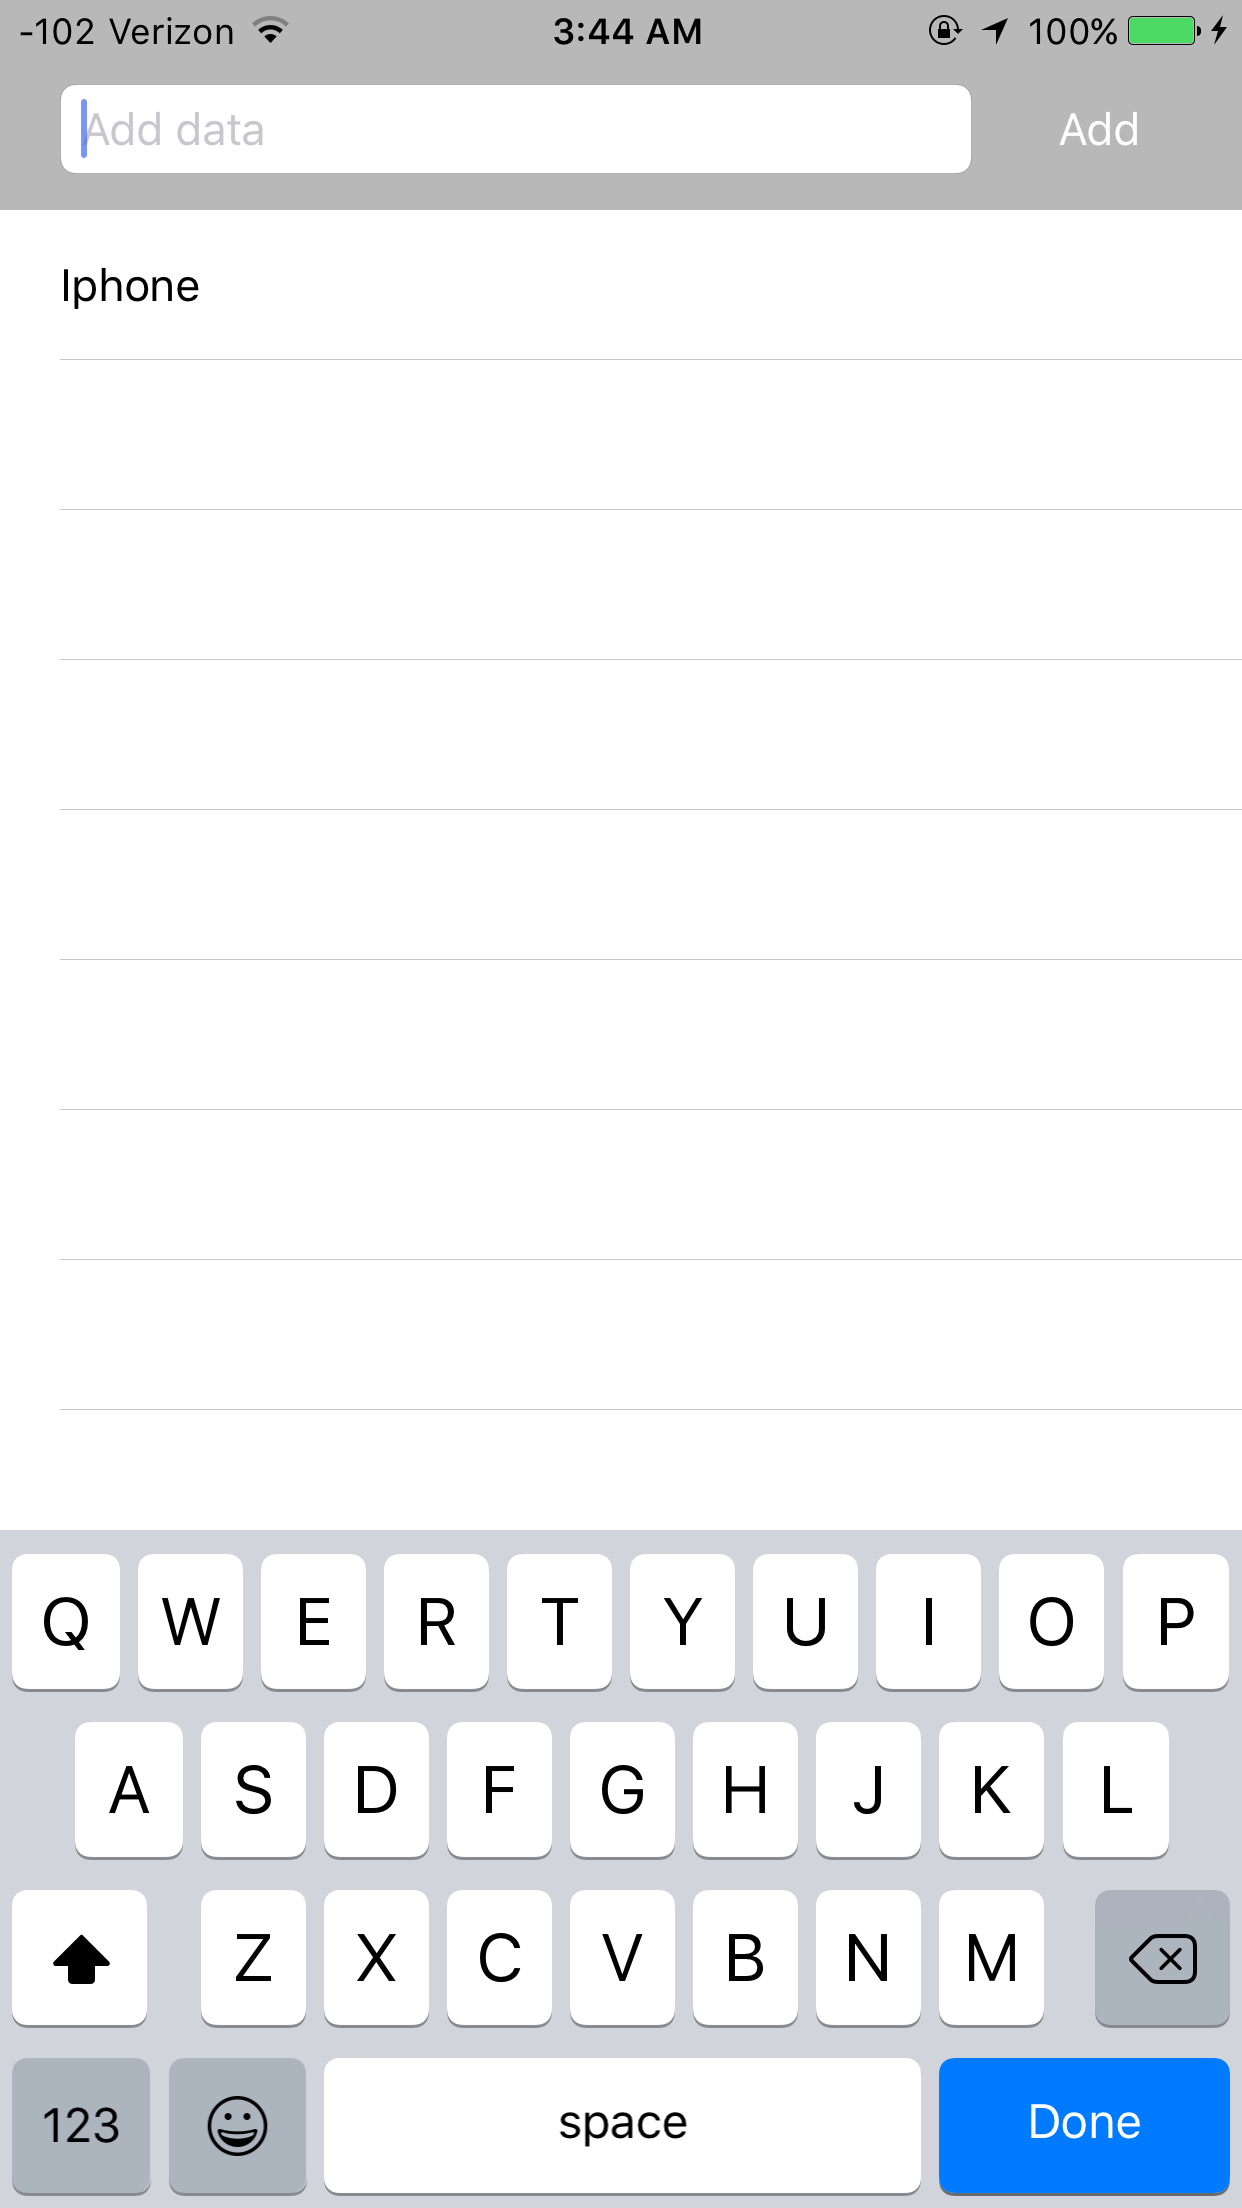 -102 Verizon 3:44 AM 100%
Add data Add
Iphone
Q W E R T Y U I O P
A S D F G H J K L
Z X C V B N M
123 space Done